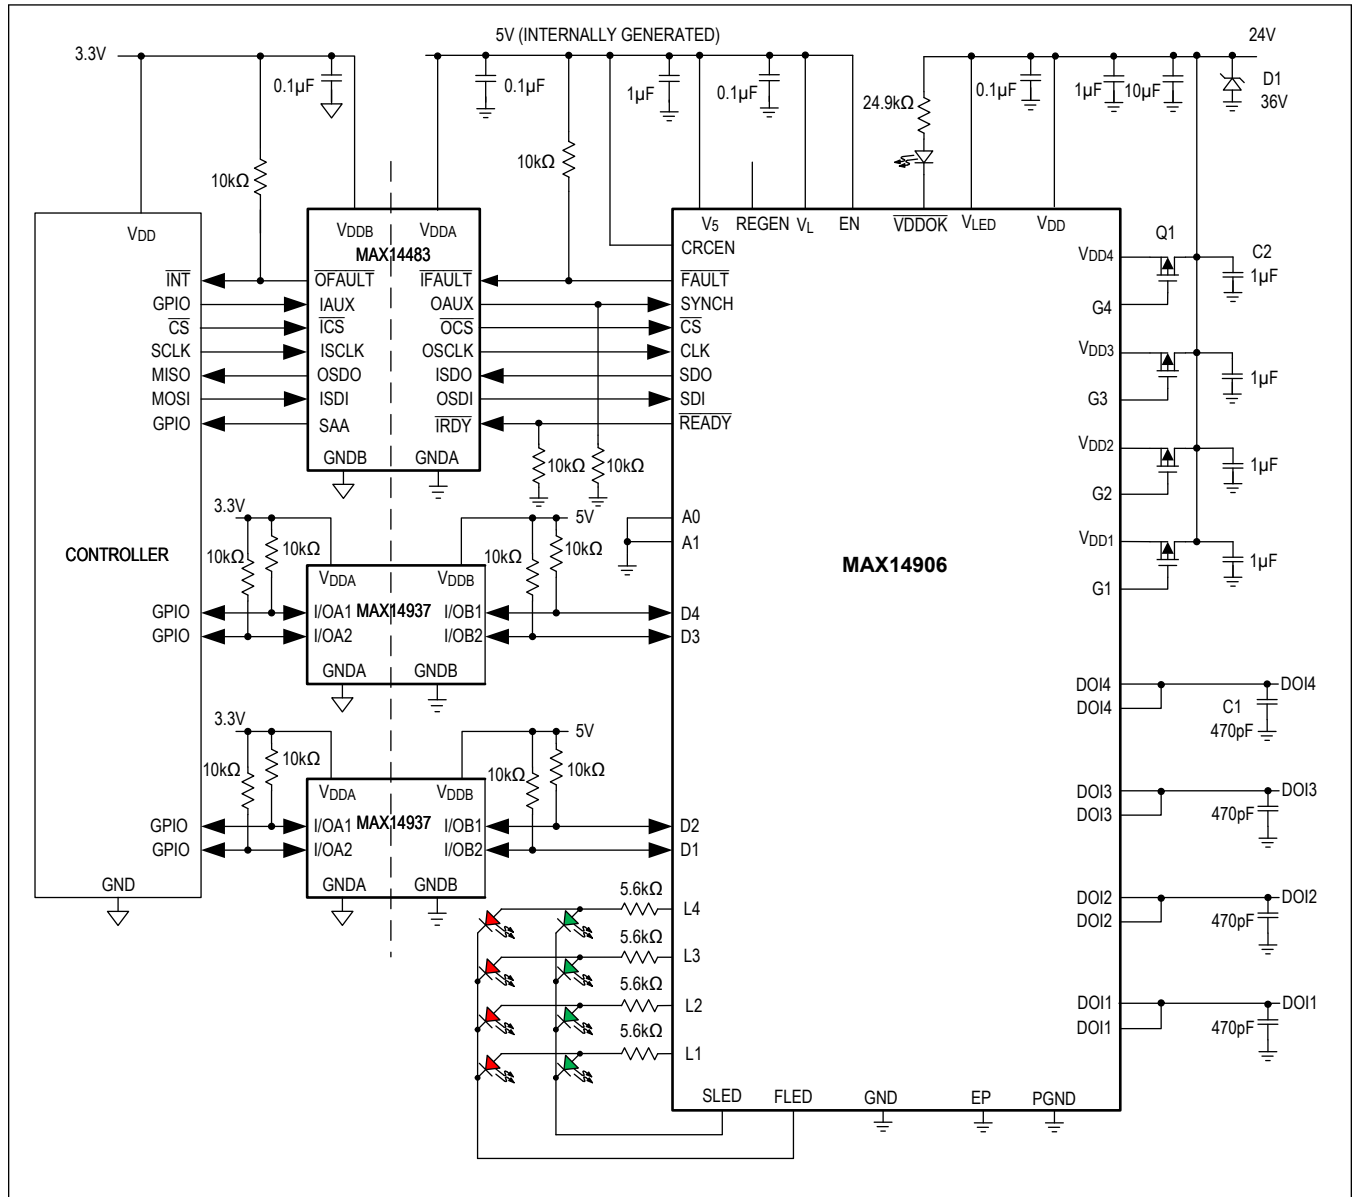 5V (INTERNALLY GENERATED)
24V
3.3V
0.1µF
0.1µF
1µF
0.1µF
24.9kΩ
0.1µF
1µF
10µF
D1
36V
10kΩ
10kΩ
VDD
VDDB
VDDA
MAX14483
V5
REGEN
VL
EN
VDDOK
VLED
VDD
CRCEN
INT
OFAULT
IFAULT
FAULT
GPIO
IAUX
OAUX
SYNCH
CS
ICS
OCS
CS
SCLK
ISCLK
OSCLK
CLK
MISO
OSDO
ISDO
SDO
MOSI
ISDI
OSDI
SDI
GPIO
SAA
IRDY
READY
GNDB
GNDA
10kΩ
10kΩ
VDD4
Q1
C2
1µF
G4
VDD3
1µF
G3
VDD2
1µF
G2
VDD1
1µF
G1
A0
A1
CONTROLLER
MAX14906
3.3V
5V
10kΩ
10kΩ
10kΩ
10kΩ
VDDA
VDDB
GPIO
I/OA1
MAX14937
I/OB1
D4
GPIO
I/OA2
I/OB2
D3
GNDA
GNDB
3.3V
5V
10kΩ
10kΩ
10kΩ
10kΩ
VDDA
VDDB
GPIO
I/OA1
MAX14937
I/OB1
D2
GPIO
I/OA2
I/OB2
D1
GND
GNDA
GNDB
DOI4
DOI4
DOI4
C1
470pF
DOI3
DOI3
DOI3
470pF
DOI2
DOI2
DOI2
470pF
DOI1
DOI1
DOI1
470pF
5.6kΩ
L4
5.6kΩ
L3
5.6kΩ
L2
5.6kΩ
L1
SLED
FLED
GND
EP
PGND